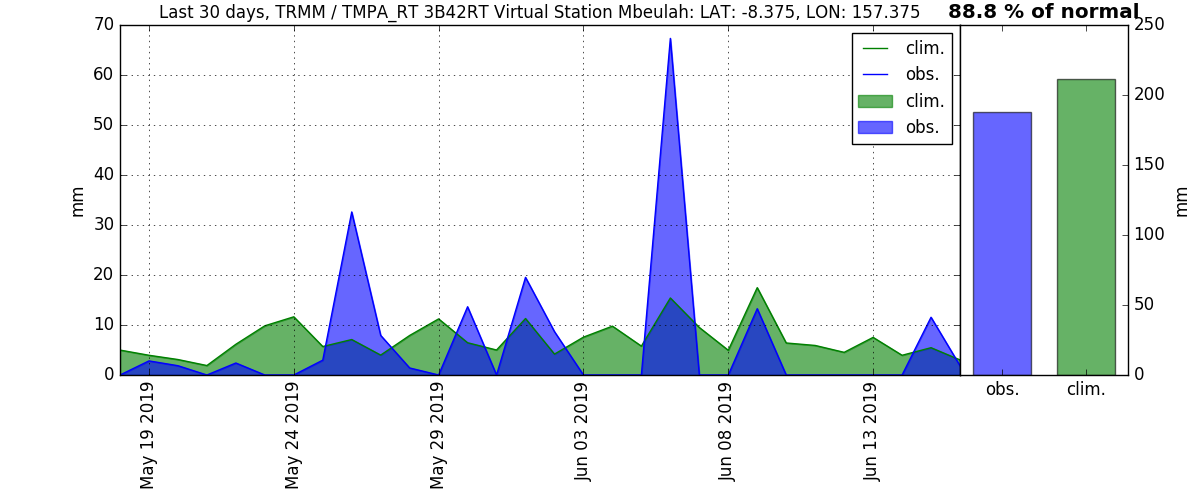 Last 30 days, TRMM / TMPA_RT 3B42RT Virtual Station Mbeulah: LAT: -8.375, LON: 157.375
88.8 % of normal
70
60
50
40
30
20
10
0
mm
clim.
obs.
clim.
obs.
May 19 2019
May 24 2019
May 29 2019
Jun 03 2019
Jun 08 2019
Jun 13 2019
250
200
150
100
50
0
mm
obs.
clim.